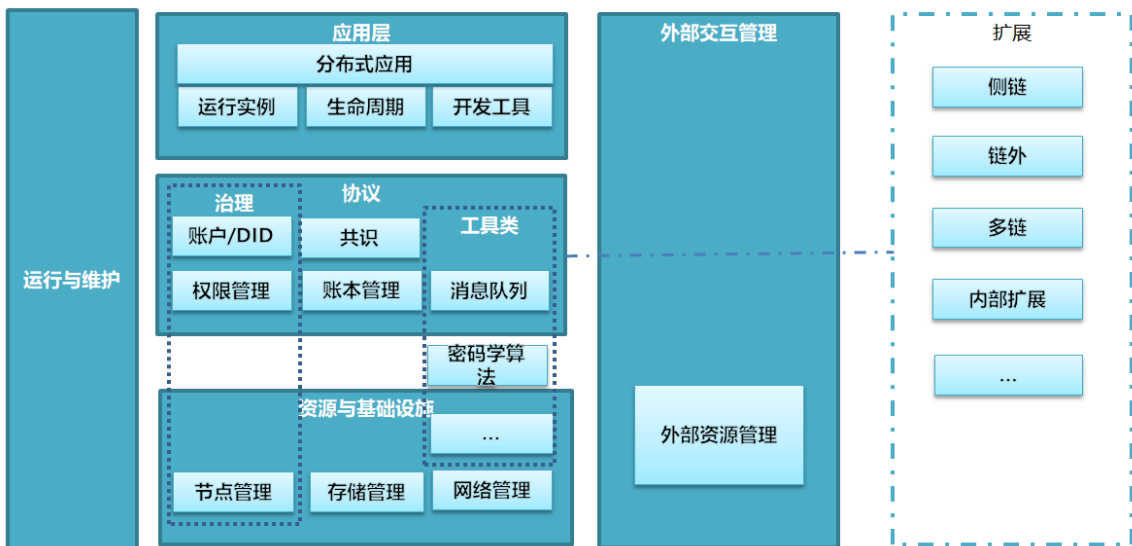 运行与维护
应用层
分布式应用
运行实例
生命周期
开发工具
协议
治理
工具类
账户/DID
共识
权限管理
账本管理
消息队列
密码学算
法
资源与基础设施
...
节点管理
存储管理
网络管理
外部交互管理
外部资源管理
扩展
侧链
链外
多链
内部扩展
...